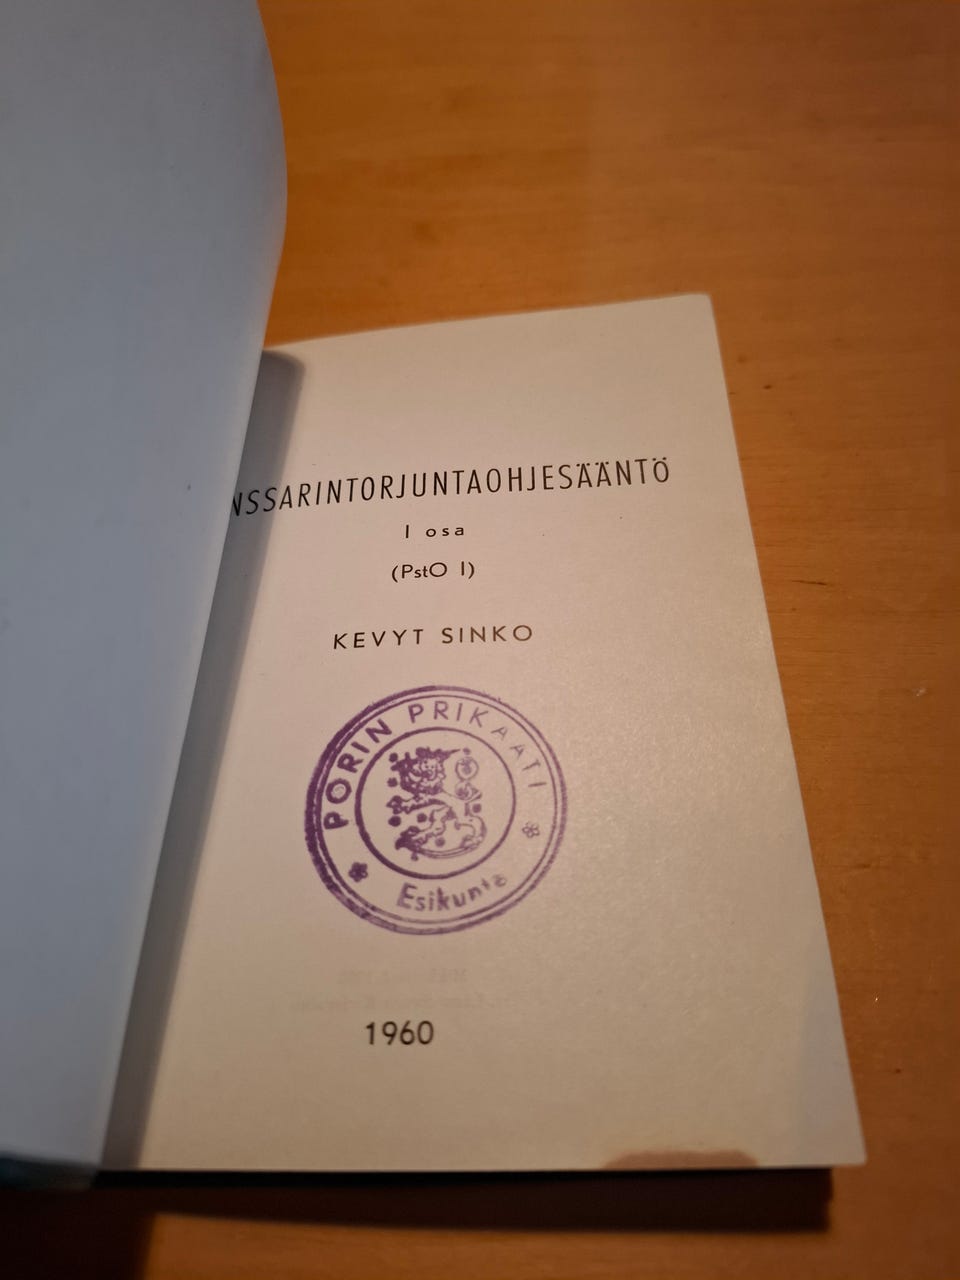 NSSARINTORJUNTAOHJESÄÄNTÖ
I osa
(PstO I)
KEVYT SINKO
PORIN PRIKAATI
Esikunta
1960